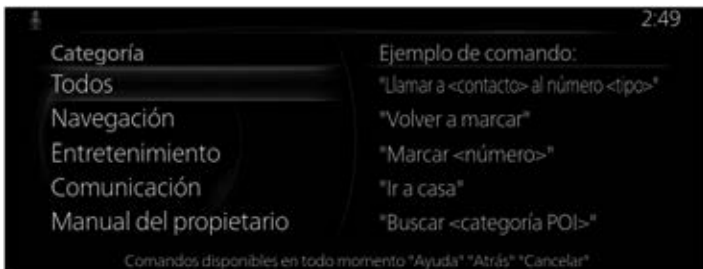 2:49
Categoría
Ejemplo de comando:
Todos
"Llamar a <contacto> al número <tipo>"
Navegación
"Volver a marcar"
Entretenimiento
"Marcar <número>"
Comunicación
"Ir a casa"
Manual del propietario
"Buscar <categoría POI>"
Comandos disponibles en todo momento "Ayuda" "Atrás" "Cancelar"